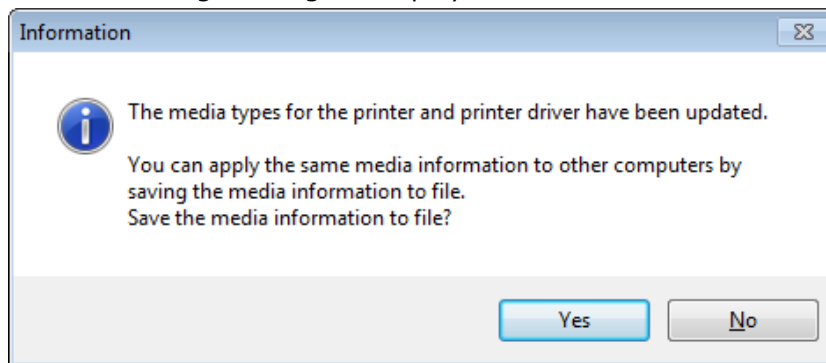 Information
The media types for the printer and printer driver have been updated.
You can apply the same media information to other computers by
saving the media information to file.
Save the media information to file?
Yes
No